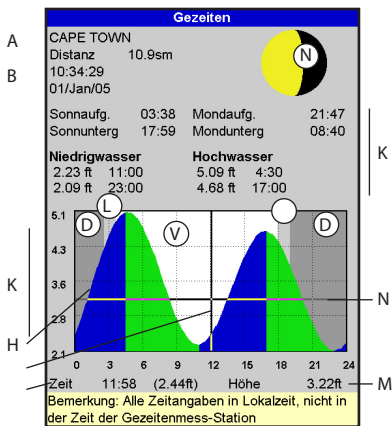 Gezeiten
A
CAPE TOWN
Distanz 10.9sm
B
10:34:29
01/Jan/05
N
Sonnaufg. 03:38 Mondaufg. 21:47
Sonnunterg 17:59 Mondunterg 08:40
K
Niedrigwasser Hochwasser
2.23 ft 11:00 5.09 ft 4:30
2.09 ft 23:00 4.68 ft 17:00
L
5.1
D V D
4.3
K
3.6
N
2.8
H
2.1
0 3 6 9 12 15 18 21 24
Zeit 11:58 (2.44ft) Höhe 3.22ft
M
Bemerkung: Alle Zeitangaben in Lokalzeit, nicht in
der Zeit der Gezeitenmess-Station